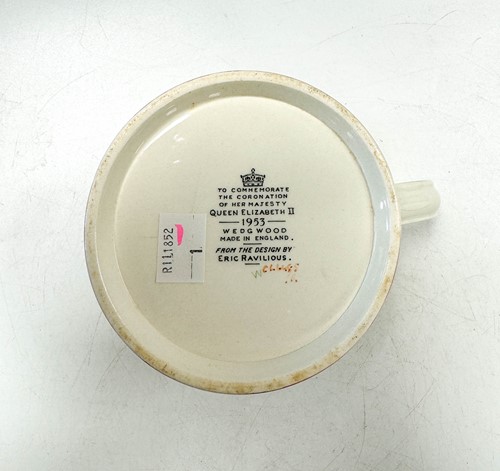 TO COMMEMORATE
THE CORONATION
OF HER MAJESTY
QUEEN ELIZABETH II
1953
WEDGWOOD
MADE IN ENGLAND.
FROM THE DESIGN BY
ERIC RAVILIOUS.
R111852
1.